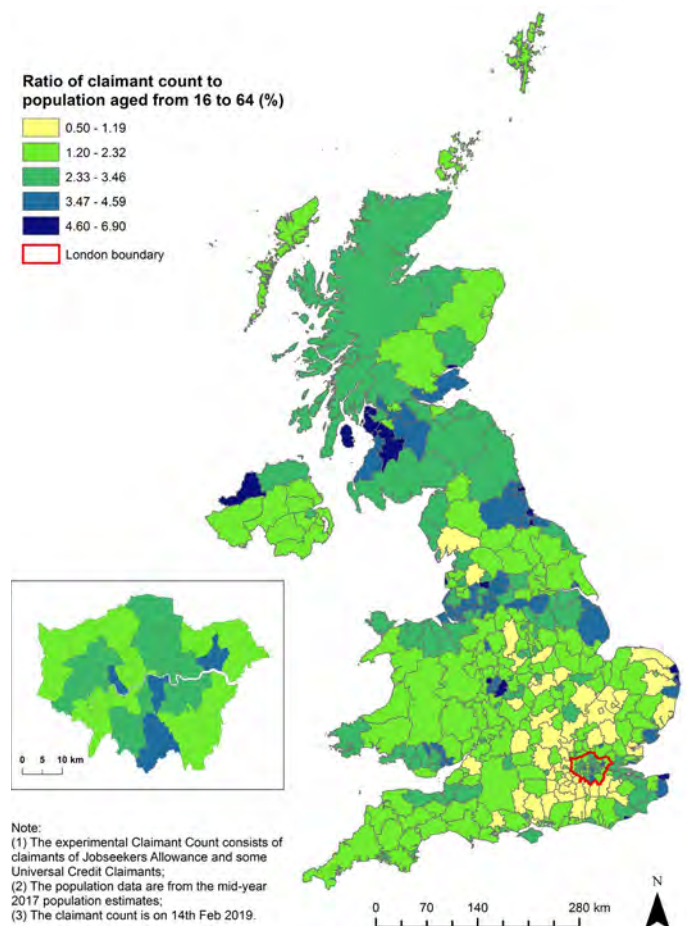 Ratio of claimant count to
population aged from 16 to 64 (%)
0.50 - 1.19
1.20 - 2.32
2.33 - 3.46
3.47 - 4.59
4.60 - 6.90
London boundary
0 5 10 km
Note:
(1) The experimental Claimant Count consists of
claimants of Jobseekers Allowance and some
Universal Credit Claimants;
(2) The population data are from the mid-year
2017 population estimates;
(3) The claimant count is on 14th Feb 2019.
N
0 70 140 280 km